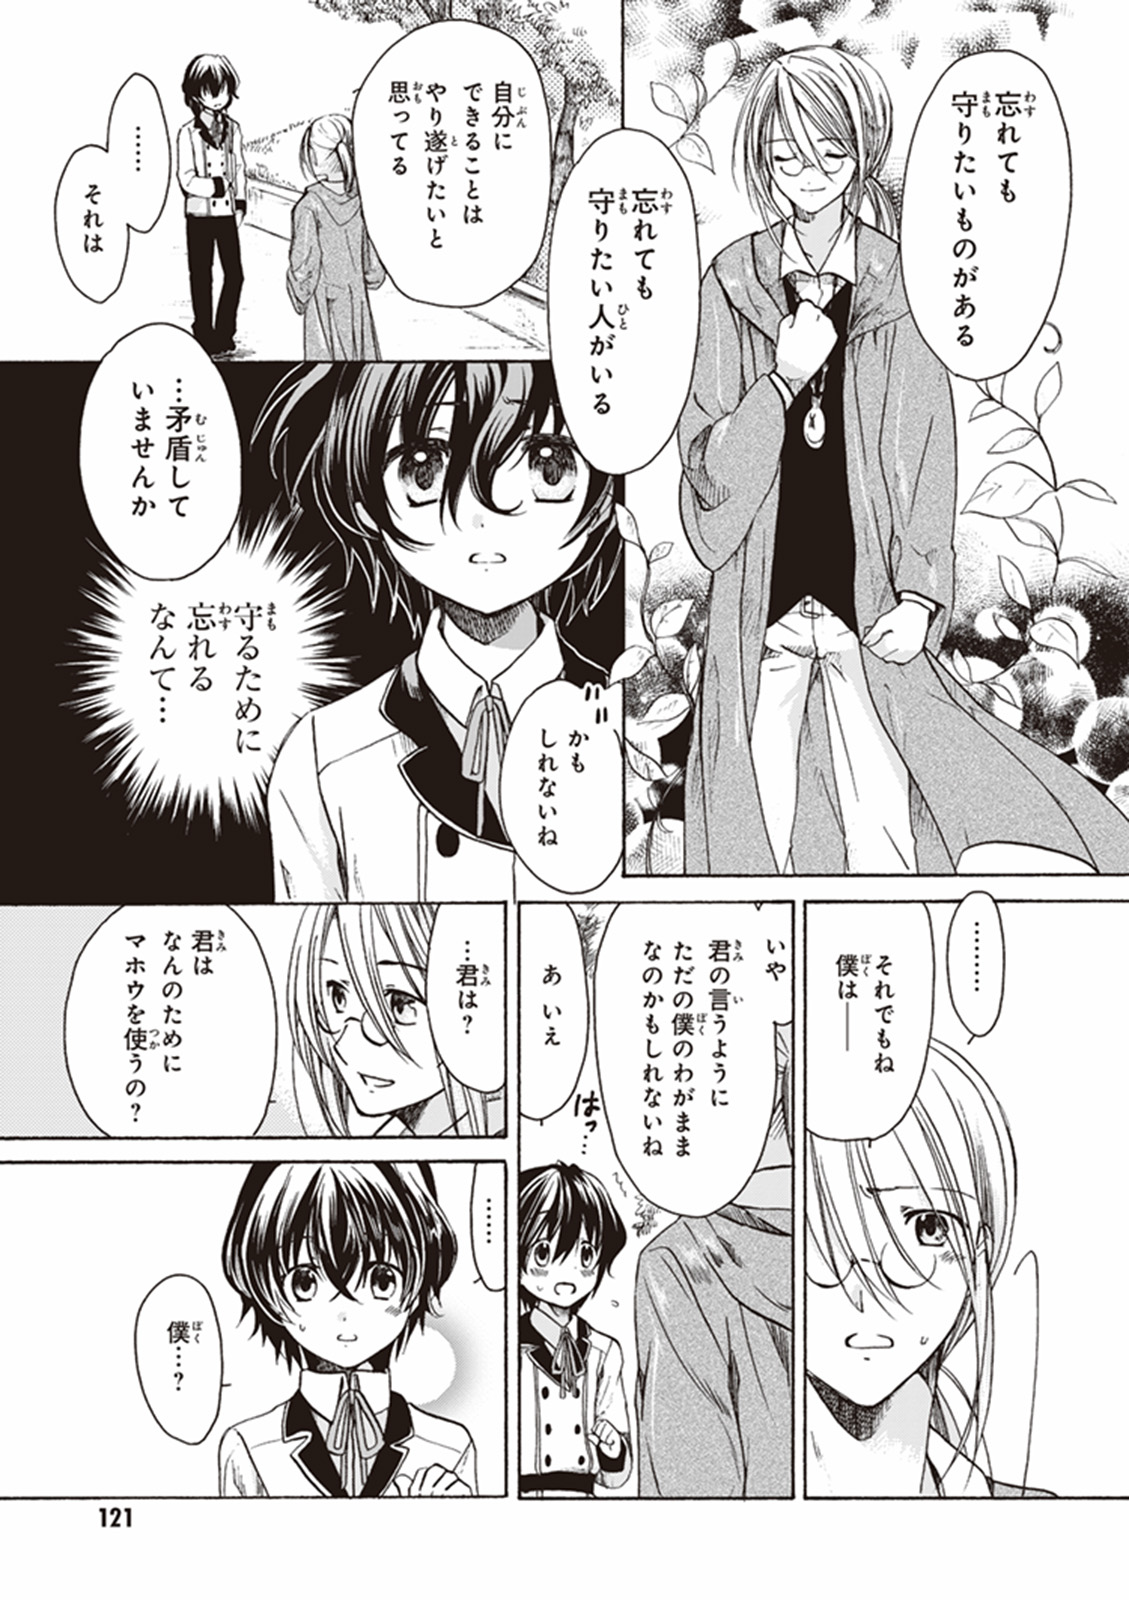 忘れても
守りたいものがある
忘れても
守りたい人がいる
自分に
できることは
やり遂げたいと
思ってる
……
それは
…矛盾して
いませんか
守るために
忘れる
なんて…
かも
しれないね
………
それでもね
僕は——
いや
君の言うように
ただの僕のわがまま
なのかもしれないね
あ いえ
はっ…
…君は?
君は
なんのために
マホウを使うの?
……
僕…?
121